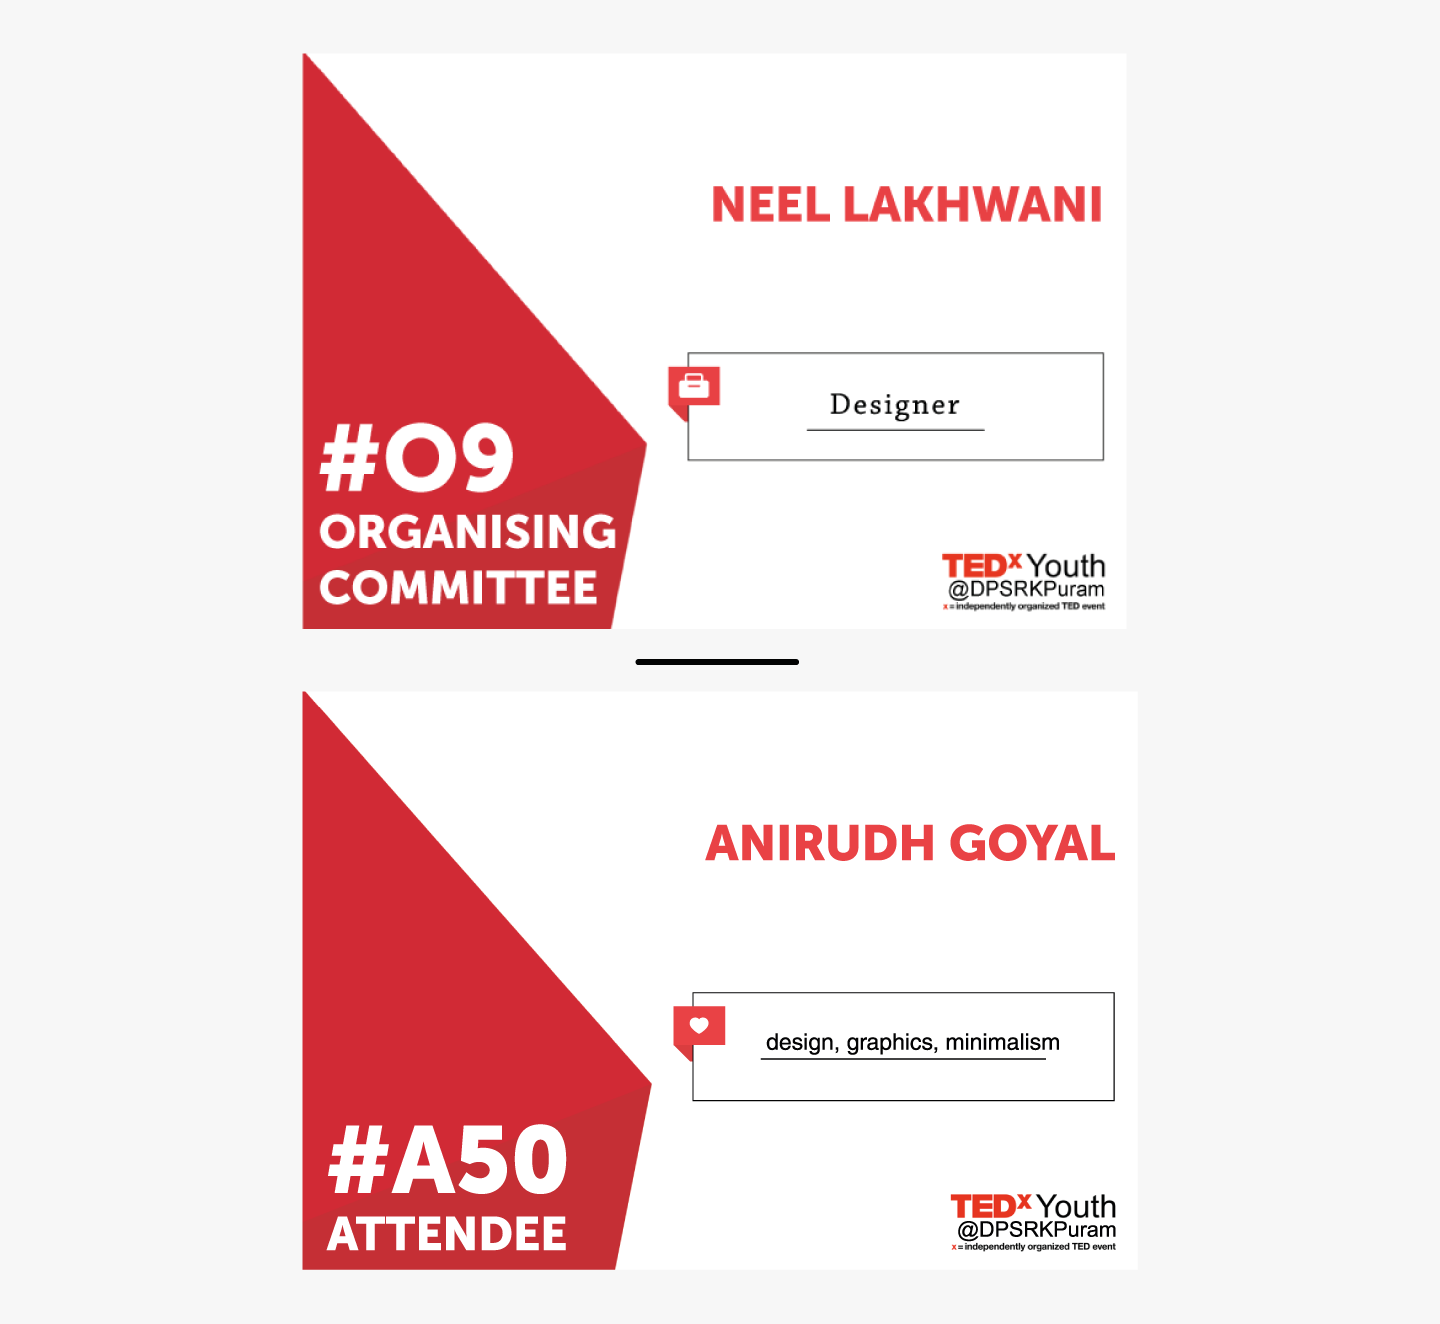 NEEL LAKHWANI
Designer
#O9
ORGANISING
COMMITTEE
TEDx Youth
@DPSRKPuram
x = independently organized TED event
ANIRUDH GOYAL
design, graphics, minimalism
#A50
ATTENDEE
TEDx Youth
@DPSRKPuram
x = independently organized TED event